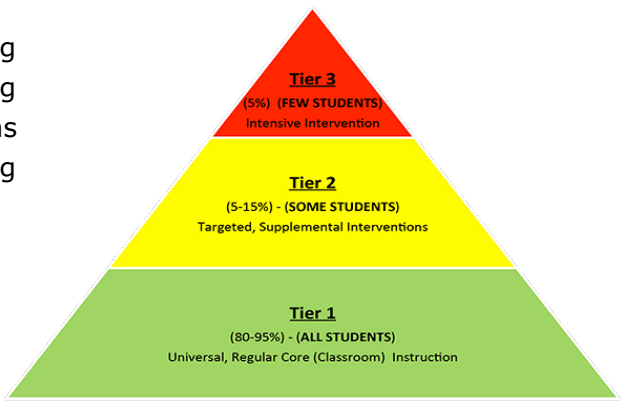 g
g
ns
g
Tier 3
(5%) (FEW STUDENTS)
Intensive Intervention
Tier 2
(5-15%) - (SOME STUDENTS)
Targeted, Supplemental Interventions
Tier 1
(80-95%) - (ALL STUDENTS)
Universal, Regular Core (Classroom) Instruction